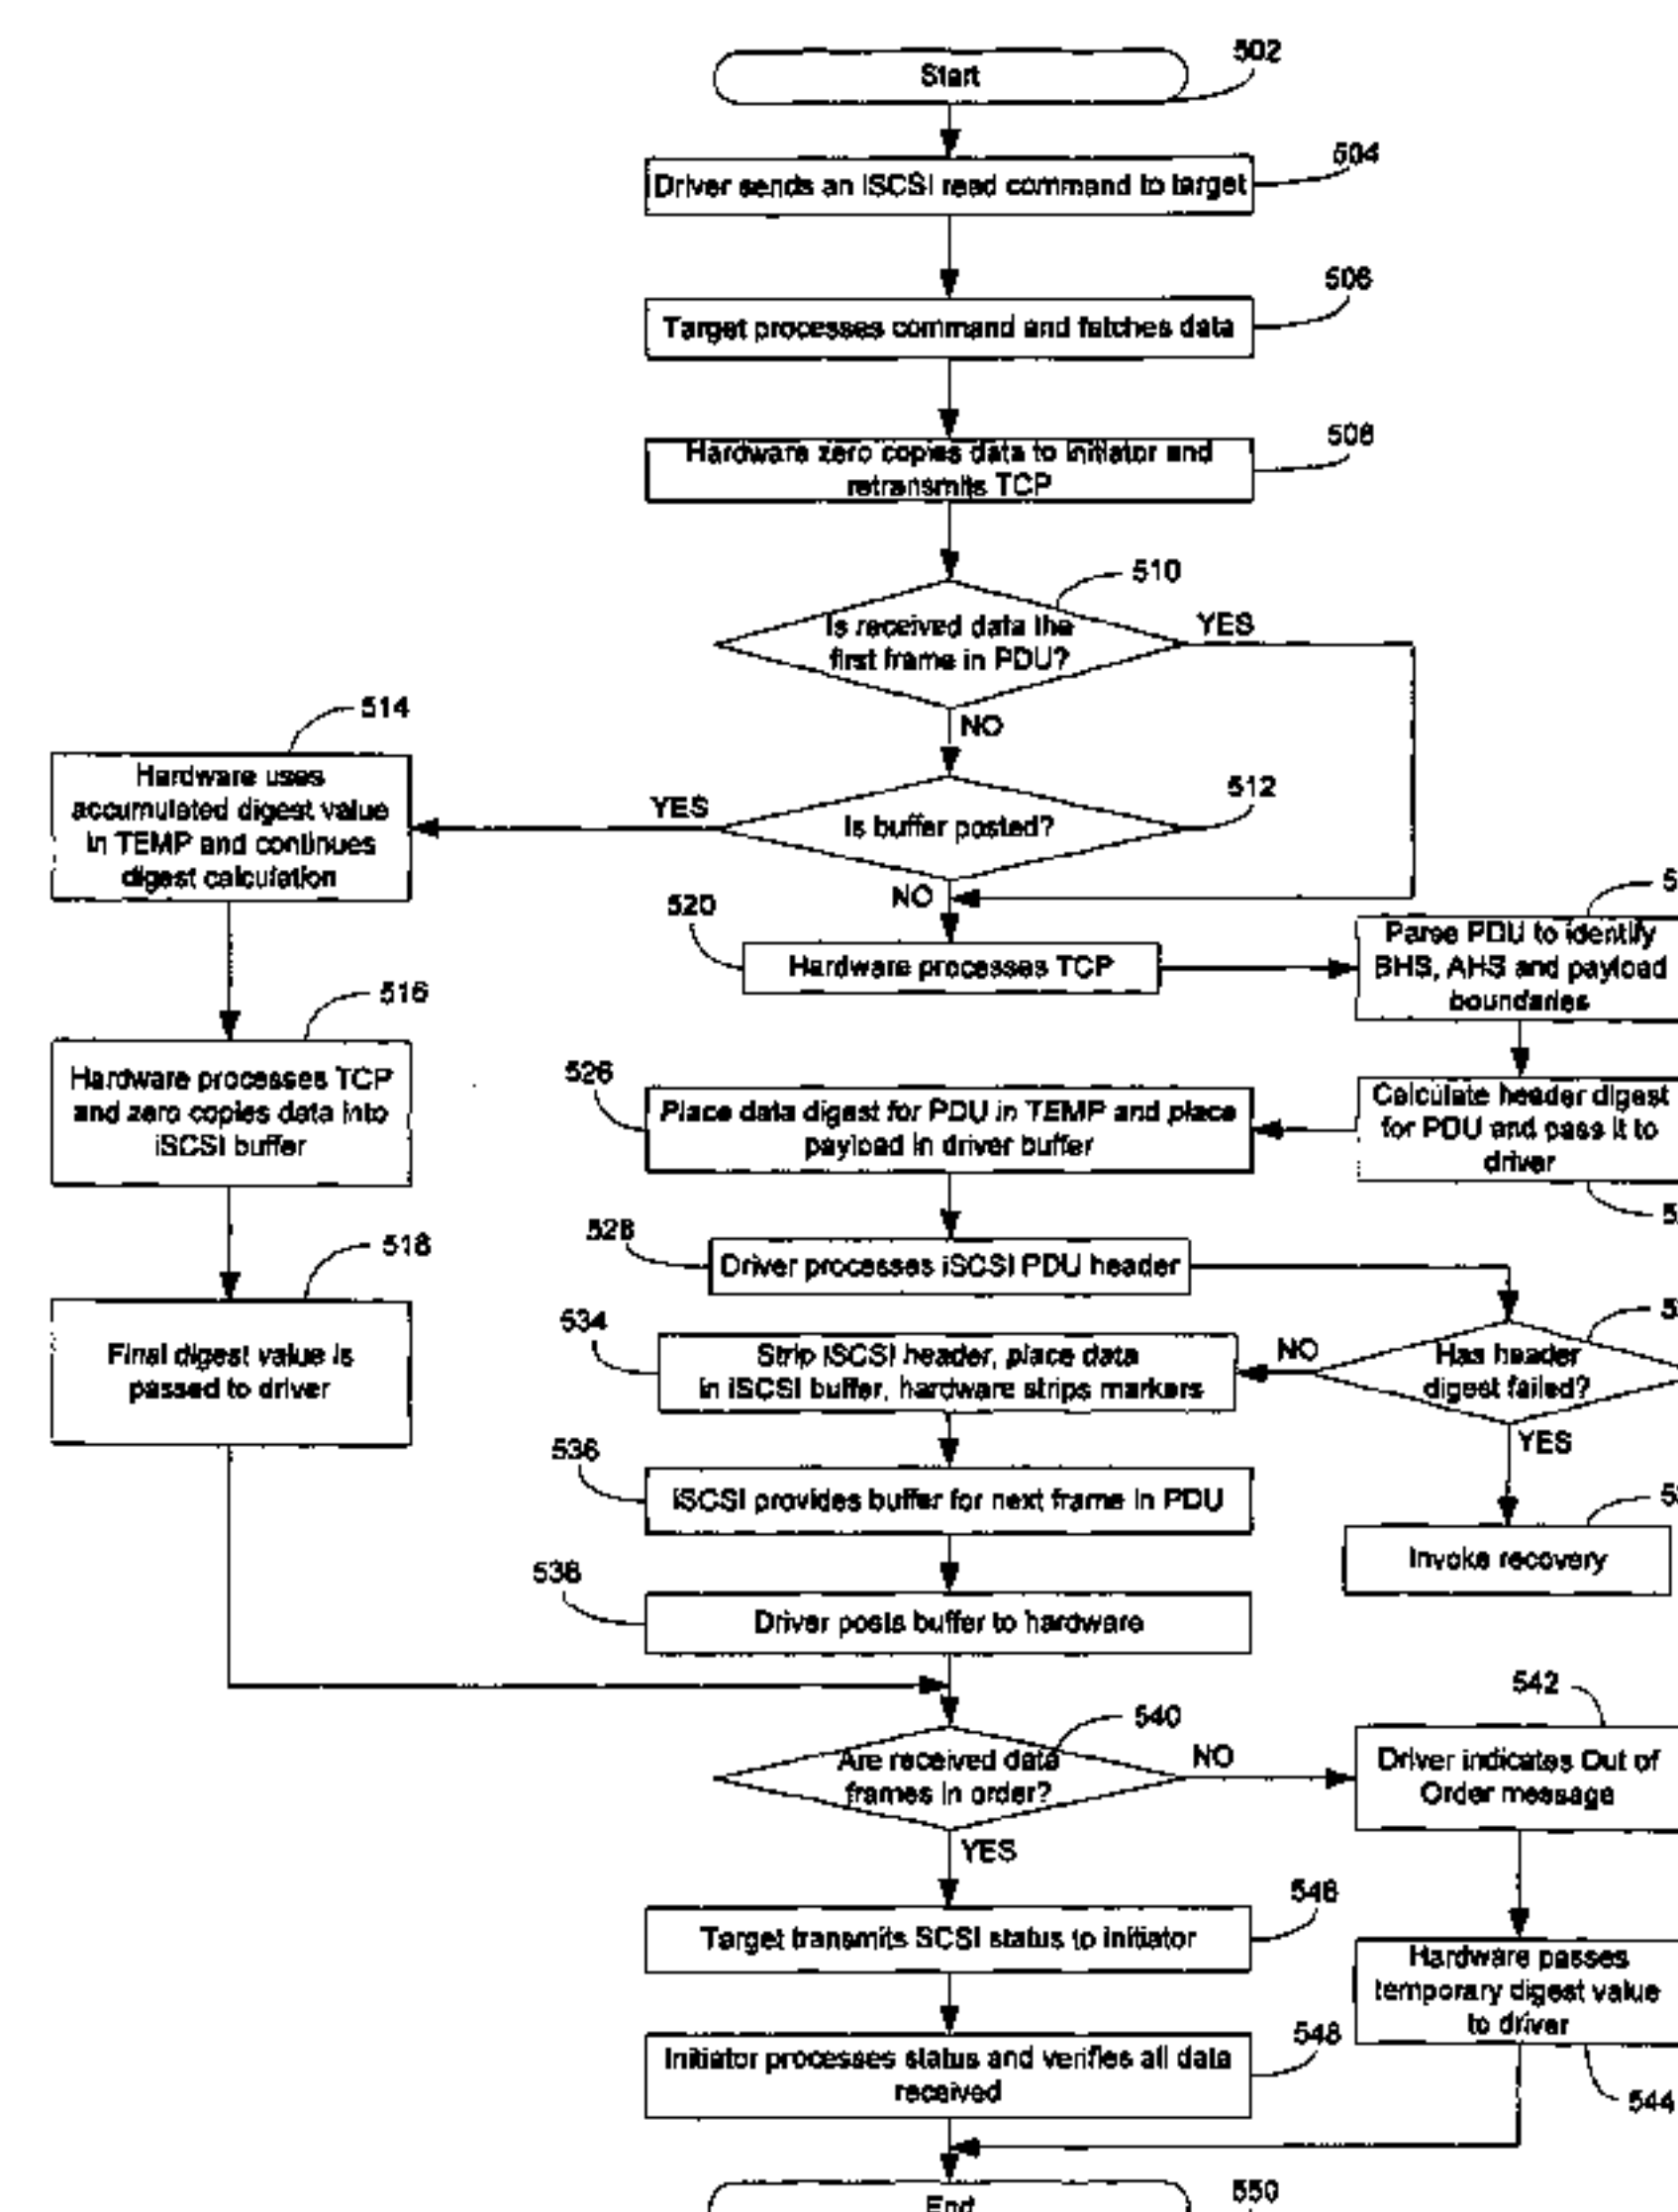 502
Start
504
Driver sends an iSCSI read command to target
506
Target processes command and fetches data
508
Hardware zero copies data to initiator and
retransmits TCP
510
Is received data the
first frame in PDU?
YES
NO
514
Hardware uses
accumulated digest value
in TEMP and continues
digest calculation
YES
512
Is buffer posted?
NO
520
Hardware processes TCP
Parse PDU to identify
BHS, AHS and payload
boundaries
516
Hardware processes TCP
and zero copies data into
iSCSI buffer
526
Place data digest for PDU in TEMP and place
payload in driver buffer
Calculate header digest
for PDU and pass it to
driver
518
Final digest value is
passed to driver
528
Driver processes iSCSI PDU header
534
Strip iSCSI header, place data
in iSCSI buffer, hardware strips markers
NO
Has header
digest failed?
YES
536
iSCSI provides buffer for next frame in PDU
Invoke recovery
538
Driver posts buffer to hardware
540
Are received data
frames in order?
NO
542
Driver indicates Out of
Order message
YES
546
Target transmits SCSI status to initiator
Hardware passes
temporary digest value
to driver
544
548
Initiator processes status and verifies all data
received
550
End